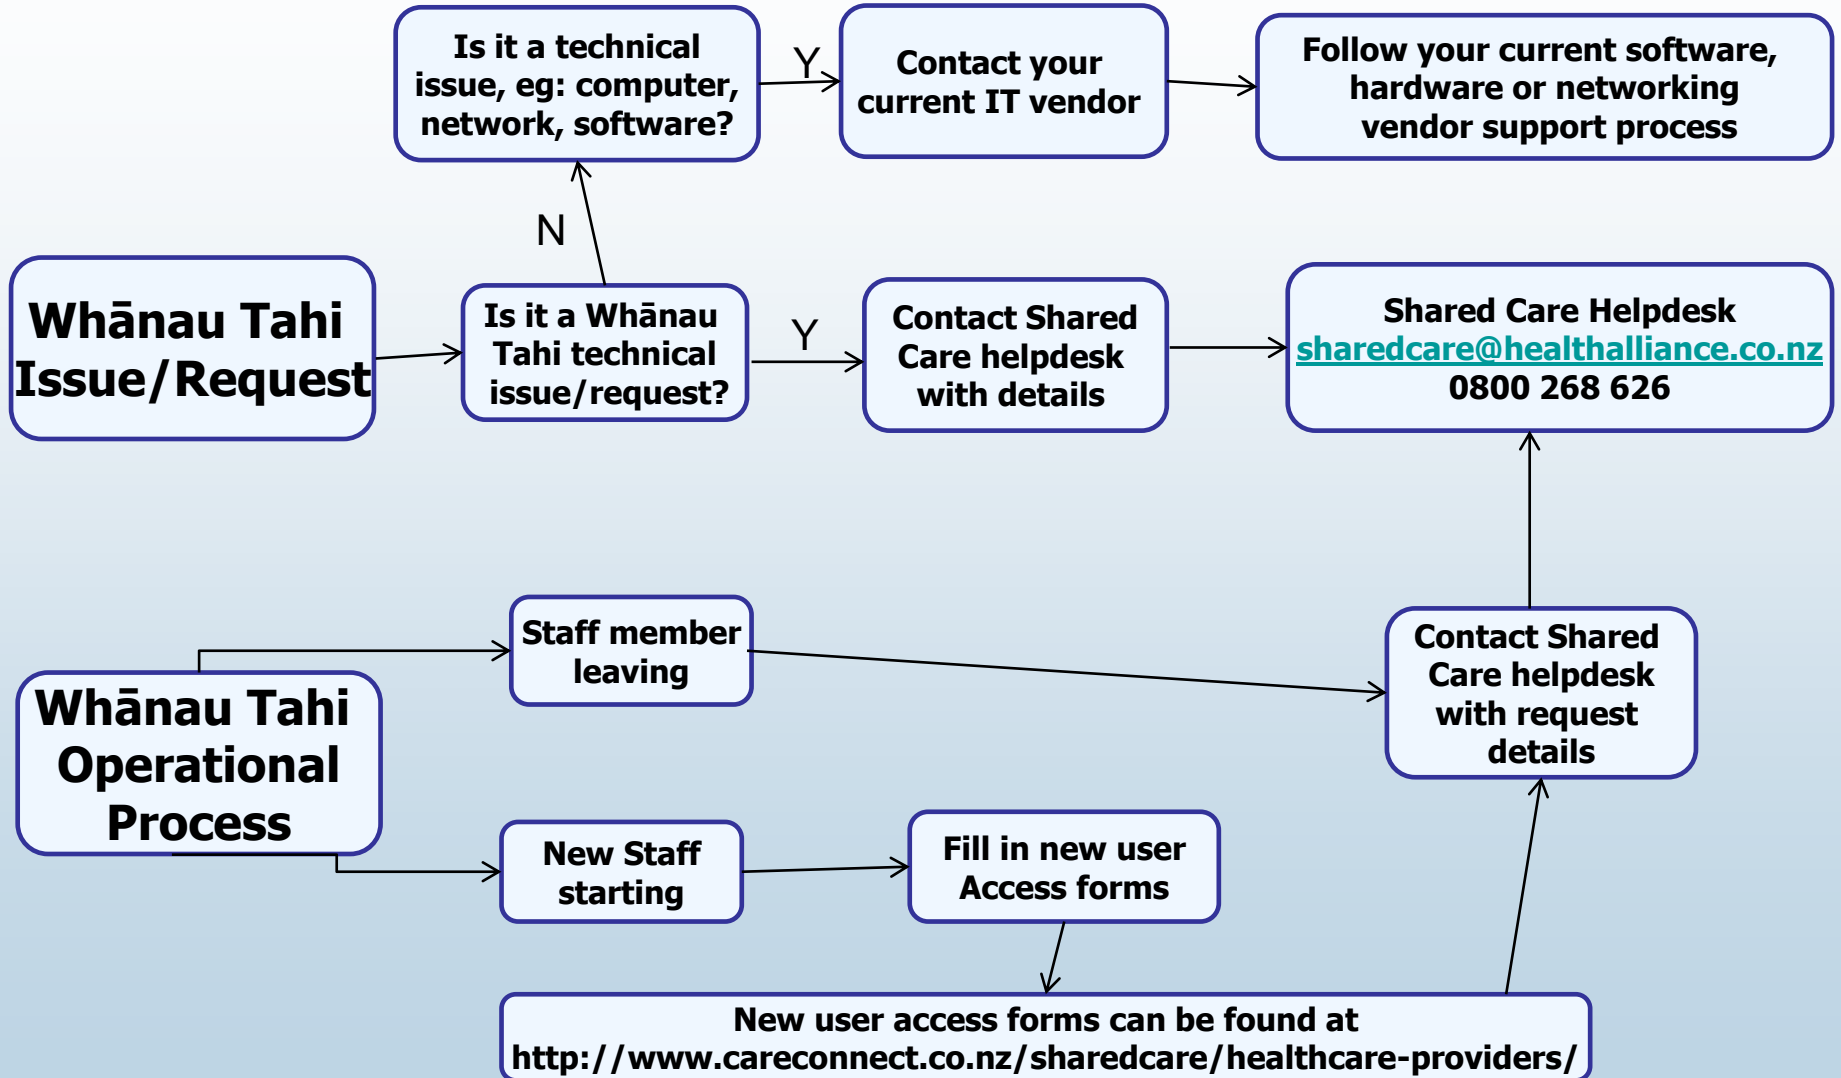 Is it a technical
issue, eg: computer,
network, software?
Y
Contact your
current IT vendor
Follow your current software,
hardware or networking
vendor support process
N
Whānau Tahi
Issue/Request
Is it a Whānau
Tahi technical
issue/request?
Y
Contact Shared
Care helpdesk
with details
Shared Care Helpdesk
sharedcare@healthalliance.co.nz
0800 268 626
Whānau Tahi
Operational
Process
Staff member
leaving
Contact Shared
Care helpdesk
with request
details
New Staff
starting
Fill in new user
Access forms
New user access forms can be found at
http://www.careconnect.co.nz/sharedcare/healthcare-providers/